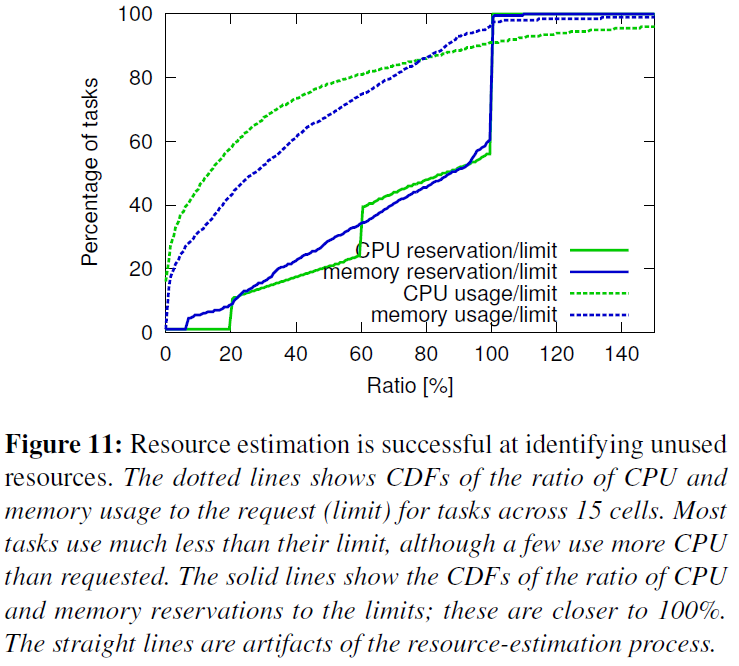 100
80
60
40
20
0
Percentage of tasks
CPU reservation/limit
memory reservation/limit
CPU usage/limit
memory usage/limit
0 20 40 60 80 100 120 140
Ratio [%]
Figure 11: Resource estimation is successful at identifying unused
resources. The dotted lines shows CDFs of the ratio of CPU and
memory usage to the request (limit) for tasks across 15 cells. Most
tasks use much less than their limit, although a few use more CPU
than requested. The solid lines show the CDFs of the ratio of CPU
and memory reservations to the limits; these are closer to 100%.
The straight lines are artifacts of the resource-estimation process.